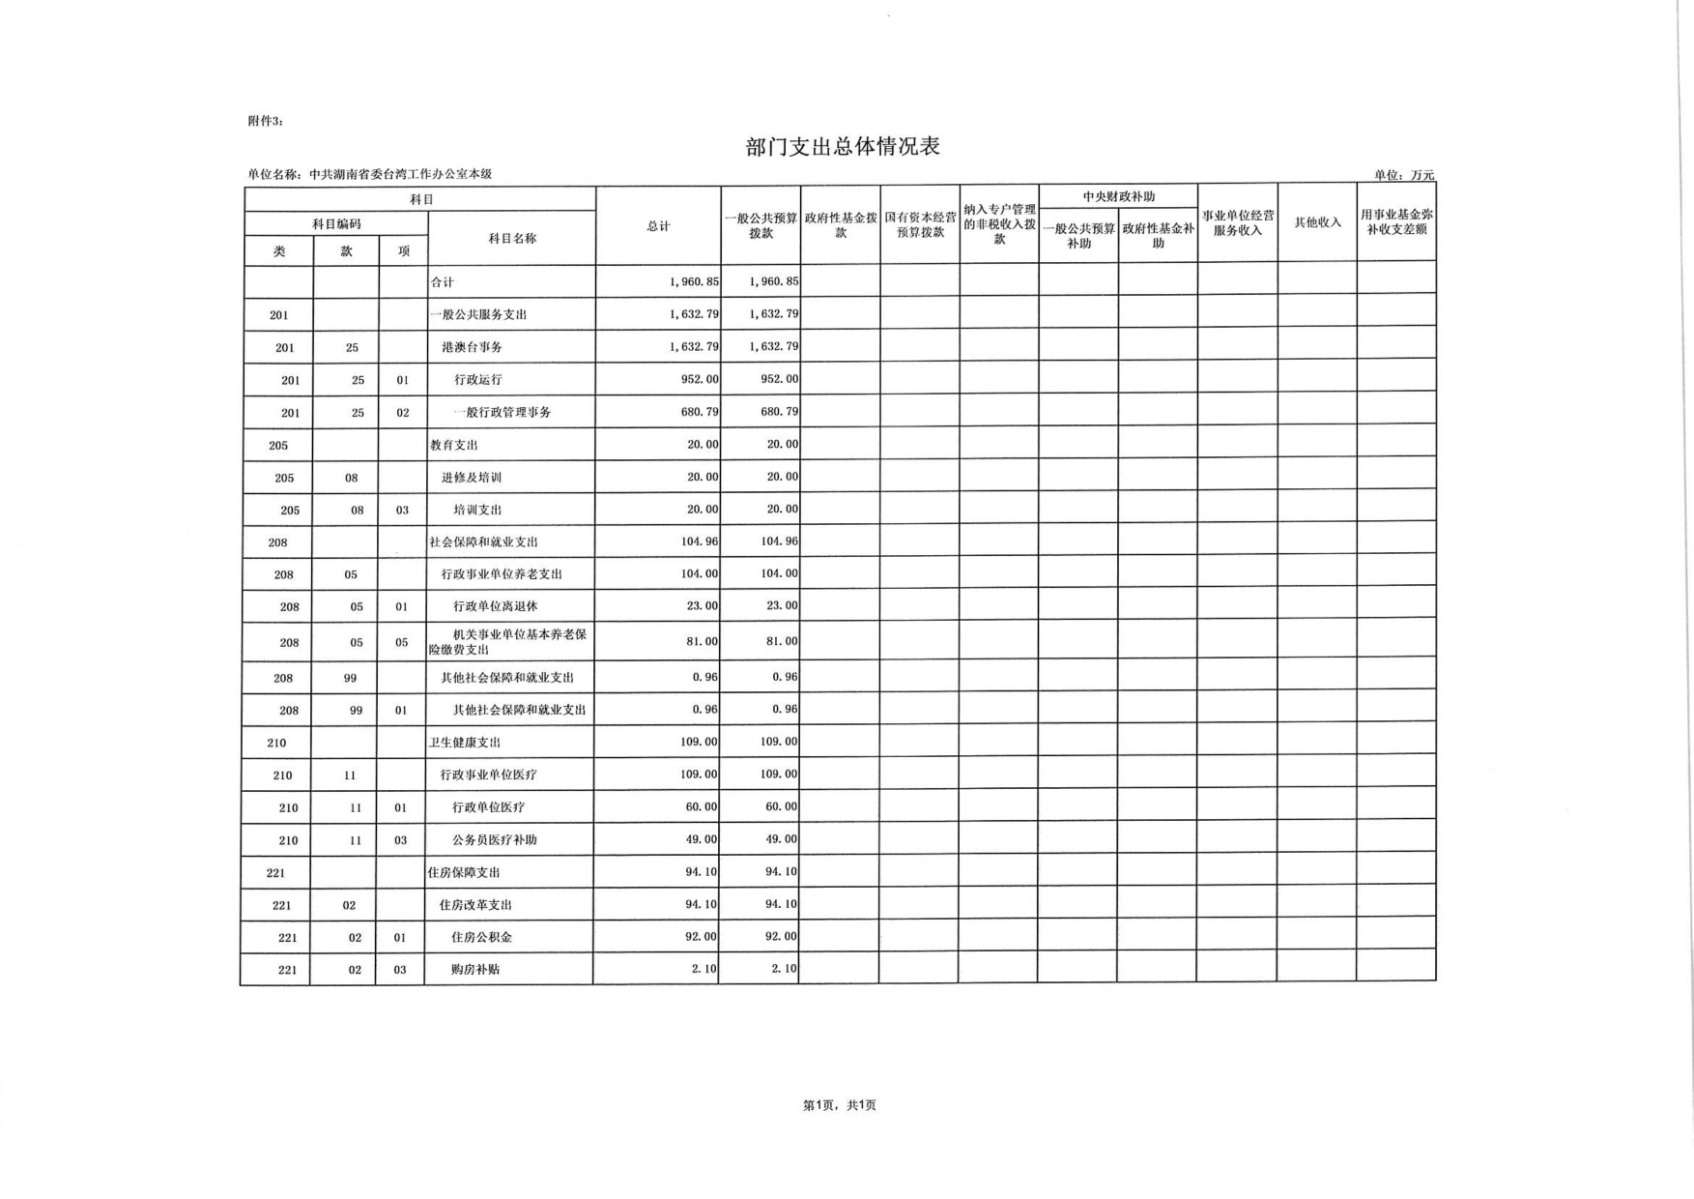 附件3:
部门支出总体情况表
单位名称：中共湖南省委台湾工作办公室本级 单位：万元
科目 总计 一般公共预算拨款 政府性基金拨款 国有资本经营预算拨款 纳入专户管理的非税收入拨款 中央财政补助 事业单位经营服务收入 其他收入 用事业基金弥补收支差额
科目编码 科目名称 一般公共预算补助 政府性基金补助
类 款 项
合计 1,960.85 1,960.85
201 一般公共服务支出 1,632.79 1,632.79
201 25 港澳台事务 1,632.79 1,632.79
201 25 01 行政运行 952.00 952.00
201 25 02 一般行政管理事务 680.79 680.79
205 教育支出 20.00 20.00
205 08 进修及培训 20.00 20.00
205 08 03 培训支出 20.00 20.00
208 社会保障和就业支出 104.96 104.96
208 05 行政事业单位养老支出 104.00 104.00
208 05 01 行政单位离退休 23.00 23.00
208 05 05 机关事业单位基本养老保险缴费支出 81.00 81.00
208 99 其他社会保障和就业支出 0.96 0.96
208 99 01 其他社会保障和就业支出 0.96 0.96
210 卫生健康支出 109.00 109.00
210 11 行政事业单位医疗 109.00 109.00
210 11 01 行政单位医疗 60.00 60.00
210 11 03 公务员医疗补助 49.00 49.00
221 住房保障支出 94.10 94.10
221 02 住房改革支出 94.10 94.10
221 02 01 住房公积金 92.00 92.00
221 02 03 购房补贴 2.10 2.10
第1页，共1页